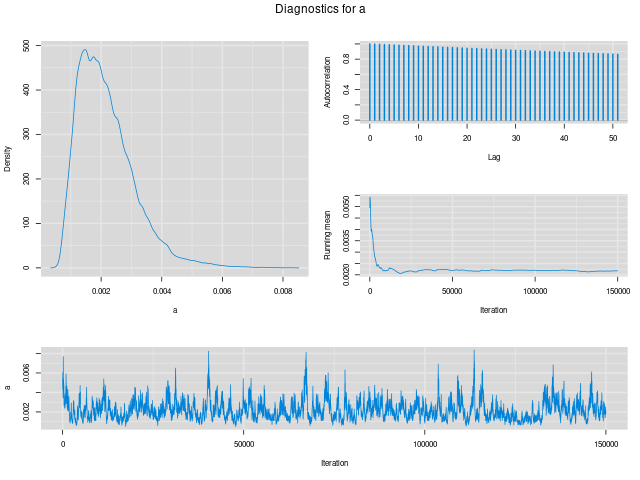 Diagnostics for a
Density
0 100 200 300 400 500
0.002 0.004 0.006 0.008
a
Autocorrelation
0.0 0.4 0.8
0 10 20 30 40 50
Lag
Running mean
0.0020 0.0035 0.0050
0 50000 100000 150000
Iteration
a
0.002 0.006
0 50000 100000 150000
Iteration